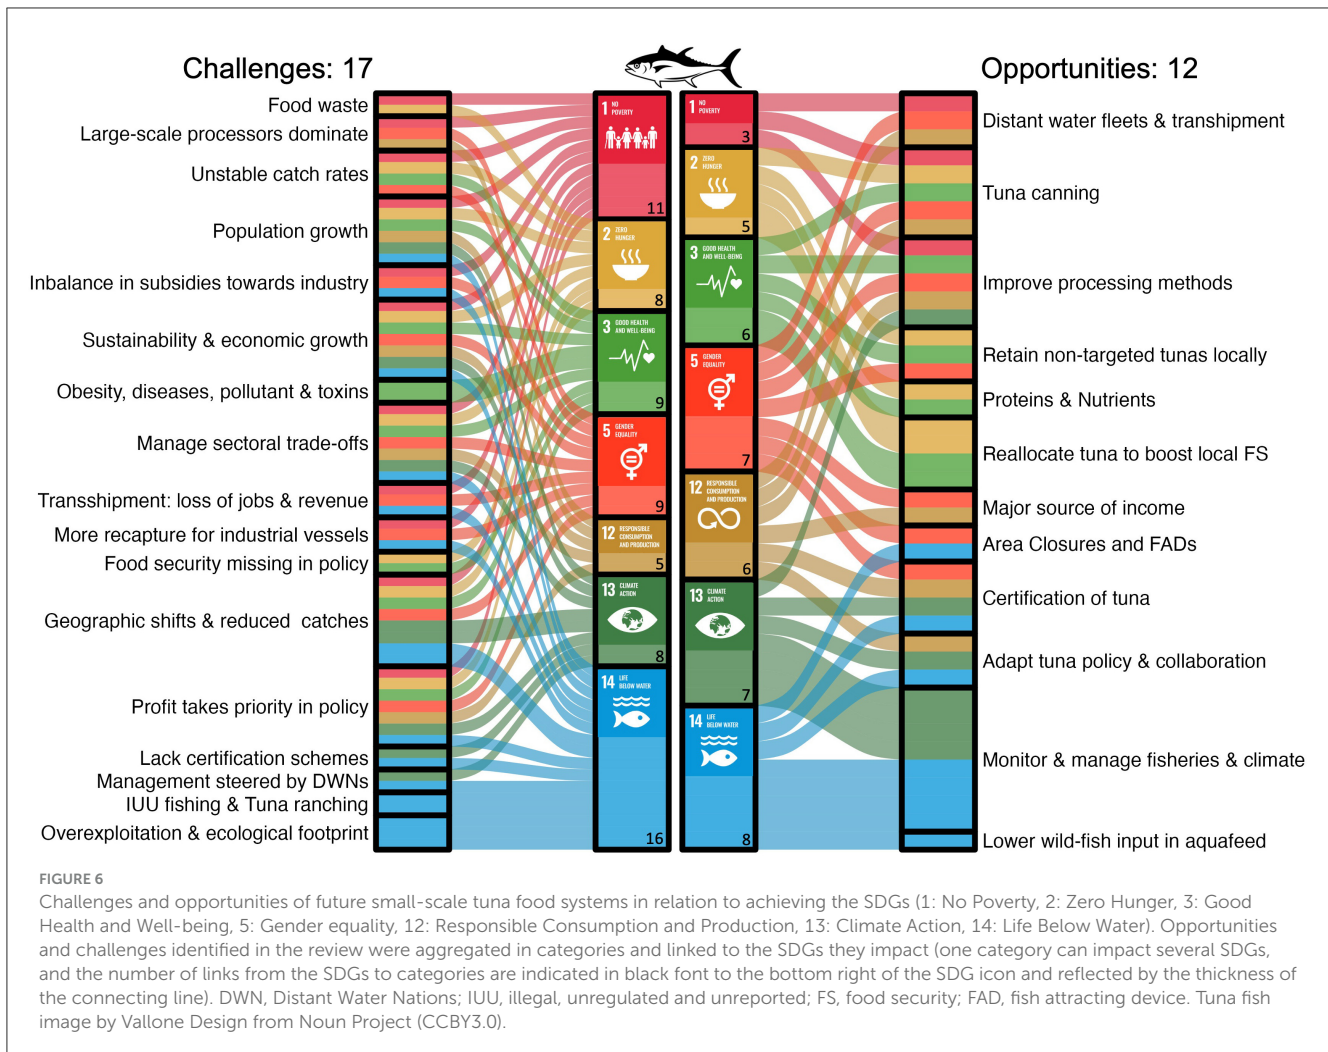 Challenges: 17
Opportunities: 12
Food waste
Large-scale processors dominate
Unstable catch rates
Population growth
Inbalance in subsidies towards industry
Sustainability & economic growth
Obesity, diseases, pollutant & toxins
Manage sectoral trade-offs
Transshipment: loss of jobs & revenue
More recapture for industrial vessels
Food security missing in policy
Geographic shifts & reduced catches
Profit takes priority in policy
Lack certification schemes
Management steered by DWNs
IUU fishing & Tuna ranching
Overexploitation & ecological footprint
1 NO
POVERTY
11
2 ZERO
HUNGER
8
3 GOOD HEALTH
AND WELL-BEING
9
5 GENDER
EQUALITY
9
12 RESPONSIBLE
CONSUMPTION
AND PRODUCTION
5
13 CLIMATE
ACTION
8
14 LIFE
BELOW WATER
16
1 NO
POVERTY
3
2 ZERO
HUNGER
5
3 GOOD HEALTH
AND WELL-BEING
6
5 GENDER
EQUALITY
7
12 RESPONSIBLE
CONSUMPTION
AND PRODUCTION
6
13 CLIMATE
ACTION
7
14 LIFE
BELOW WATER
8
Distant water fleets & transhipment
Tuna canning
Improve processing methods
Retain non-targeted tunas locally
Proteins & Nutrients
Reallocate tuna to boost local FS
Major source of income
Area Closures and FADs
Certification of tuna
Adapt tuna policy & collaboration
Monitor & manage fisheries & climate
Lower wild-fish input in aquafeed
FIGURE 6
Challenges and opportunities of future small-scale tuna food systems in relation to achieving the SDGs (1: No Poverty, 2: Zero Hunger, 3: Good
Health and Well-being, 5: Gender equality, 12: Responsible Consumption and Production, 13: Climate Action, 14: Life Below Water). Opportunities
and challenges identified in the review were aggregated in categories and linked to the SDGs they impact (one category can impact several SDGs,
and the number of links from the SDGs to categories are indicated in black font to the bottom right of the SDG icon and reflected by the thickness of
the connecting line). DWN, Distant Water Nations; IUU, illegal, unregulated and unreported; FS, food security; FAD, fish attracting device. Tuna fish
image by Vallone Design from Noun Project (CCBY3.0).